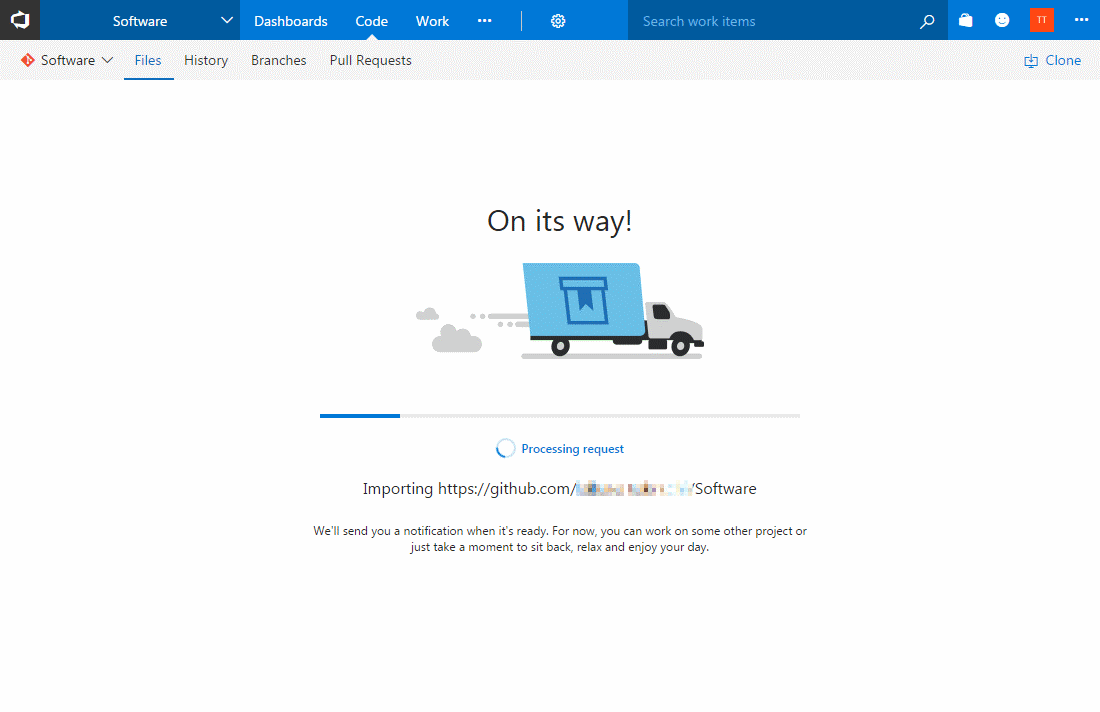 Software Dashboards Code Work ··· Search work items TT ···
Software Files History Branches Pull Requests Clone
On its way!
Processing request
Importing https://github.com/ /Software
We'll send you a notification when it's ready. For now, you can work on some other project or
just take a moment to sit back, relax and enjoy your day.